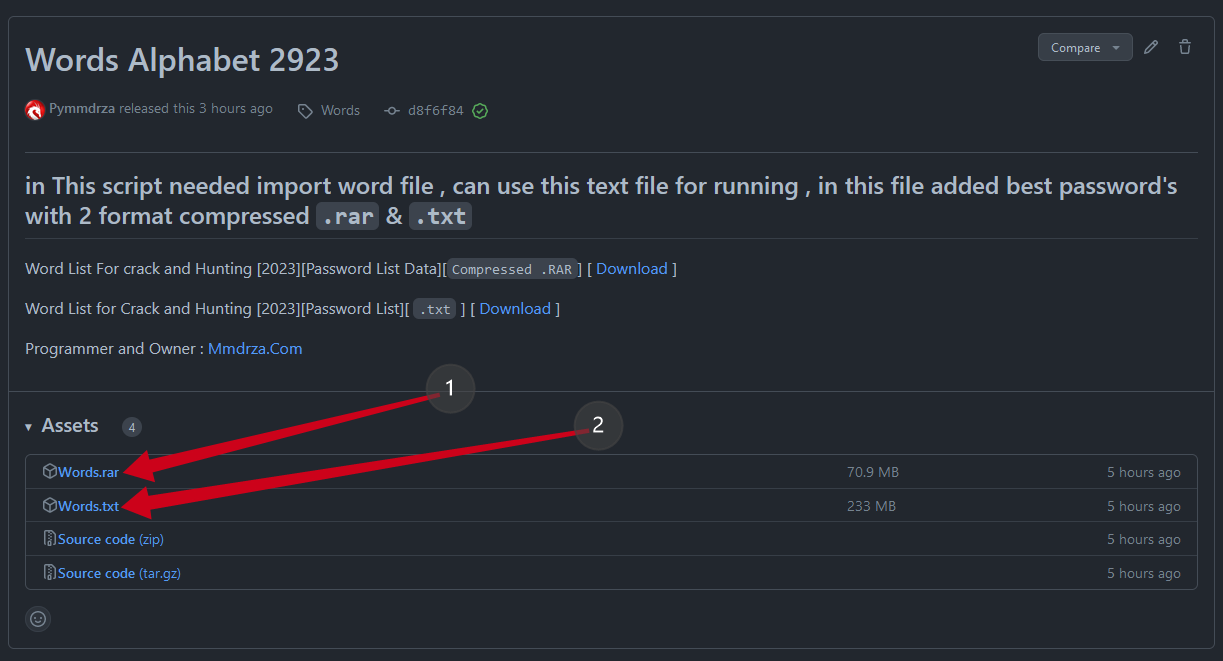 Words Alphabet 2923
Compare
Pymmdrza released this 3 hours ago Words d8f6f84
in This script needed import word file , can use this text file for running , in this file added best password's
with 2 format compressed .rar & .txt
Word List For crack and Hunting [2023][Password List Data][Compressed .RAR] [ Download ]
Word List for Crack and Hunting [2023][Password List][ .txt ] [ Download ]
Programmer and Owner : Mmdrza.Com
1
2
Assets 4
Words.rar 70.9 MB 5 hours ago
Words.txt 233 MB 5 hours ago
Source code (zip) 5 hours ago
Source code (tar.gz) 5 hours ago